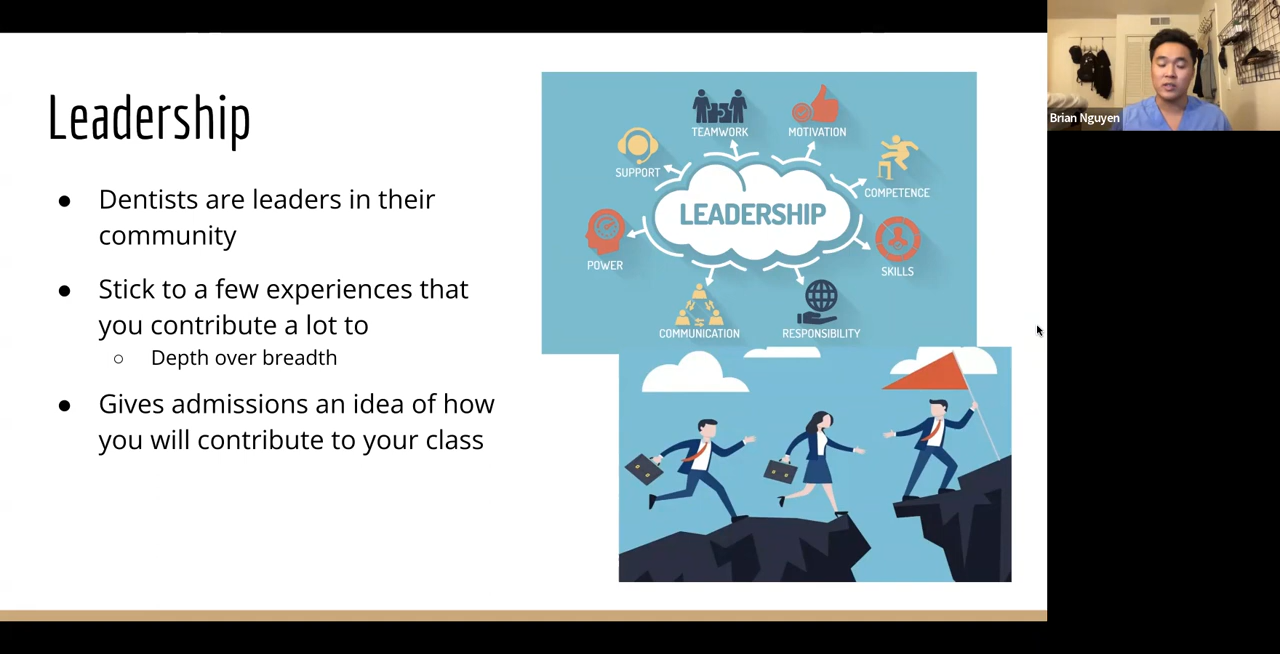 Leadership
● Dentists are leaders in their
community
● Stick to a few experiences that
you contribute a lot to
○ Depth over breadth
● Gives admissions an idea of how
you will contribute to your class
TEAMWORK
MOTIVATION
SUPPORT
COMPETENCE
LEADERSHIP
POWER
SKILLS
COMMUNICATION
RESPONSIBILITY
Brian Nguyen